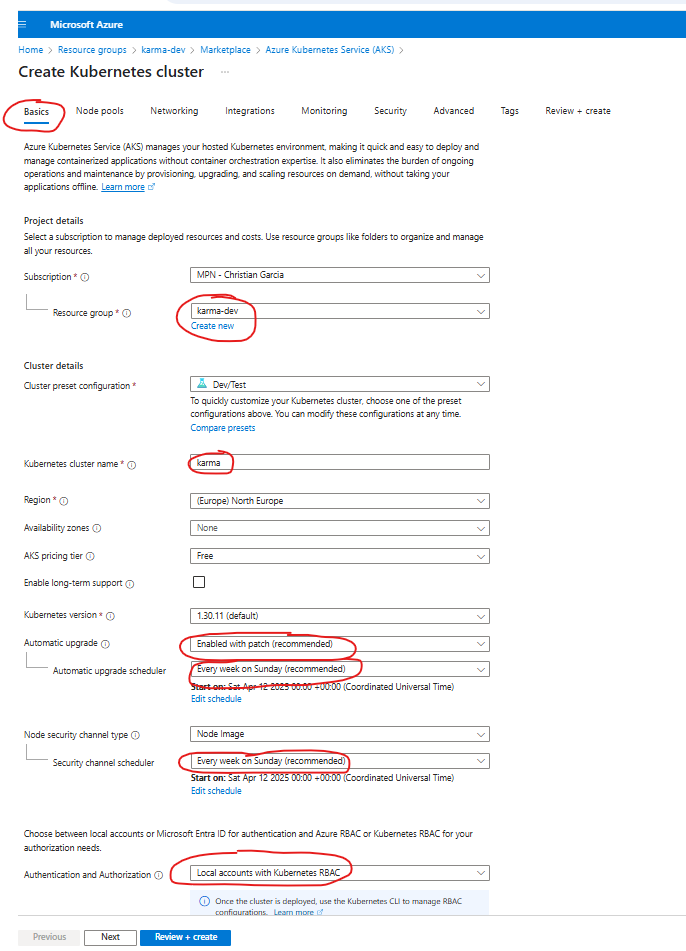 Microsoft Azure
Home > Resource groups > karma-dev > Marketplace > Azure Kubernetes Service (AKS) >
Create Kubernetes cluster ...
Basics Node pools Networking Integrations Monitoring Security Advanced Tags Review + create
Azure Kubernetes Service (AKS) manages your hosted Kubernetes environment, making it quick and easy to deploy and
manage containerized applications without container orchestration expertise. It also eliminates the burden of ongoing
operations and maintenance by provisioning, upgrading, and scaling resources on demand, without taking your
applications offline. Learn more
Project details
Select a subscription to manage deployed resources and costs. Use resource groups like folders to organize and manage
all your resources.
Subscription * MPN - Christian Garcia
Resource group * karma-dev
Create new
Cluster details
Cluster preset configuration * Dev/Test
To quickly customize your Kubernetes cluster, choose one of the preset
configurations above. You can modify these configurations at any time.
Compare presets
Kubernetes cluster name * karma
Region * (Europe) North Europe
Availability zones None
AKS pricing tier Free
Enable long-term support
Kubernetes version * 1.30.11 (default)
Automatic upgrade Enabled with patch (recommended)
Automatic upgrade scheduler Every week on Sunday (recommended)
Start on: Sat Apr 12 2025 00:00 +00:00 (Coordinated Universal Time)
Edit schedule
Node security channel type Node Image
Security channel scheduler Every week on Sunday (recommended)
Start on: Sat Apr 12 2025 00:00 +00:00 (Coordinated Universal Time)
Edit schedule
Choose between local accounts or Microsoft Entra ID for authentication and Azure RBAC or Kubernetes RBAC for your
authorization needs.
Authentication and Authorization Local accounts with Kubernetes RBAC
Once the cluster is deployed, use the Kubernetes CLI to manage RBAC
configurations. Learn more
Previous Next Review + create